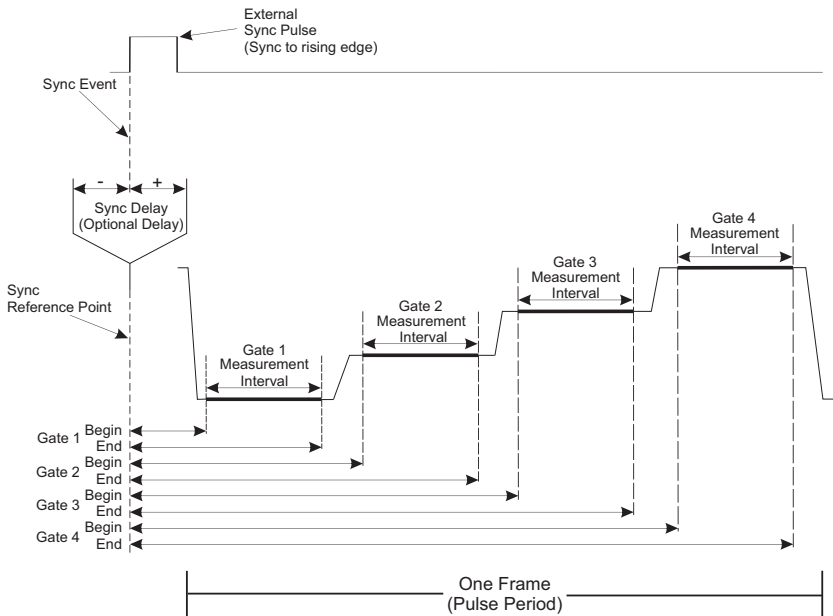 External
Sync Pulse
(Sync to rising edge)
Sync Event
- +
Sync Delay
(Optional Delay)
Gate 4
Measurement
Interval
Gate 3
Measurement
Interval
Sync
Reference Point
Gate 2
Measurement
Interval
Gate 1
Measurement
Interval
Gate 1 Begin
End
Gate 2 Begin
End
Gate 3 Begin
End
Gate 4 Begin
End
One Frame
(Pulse Period)